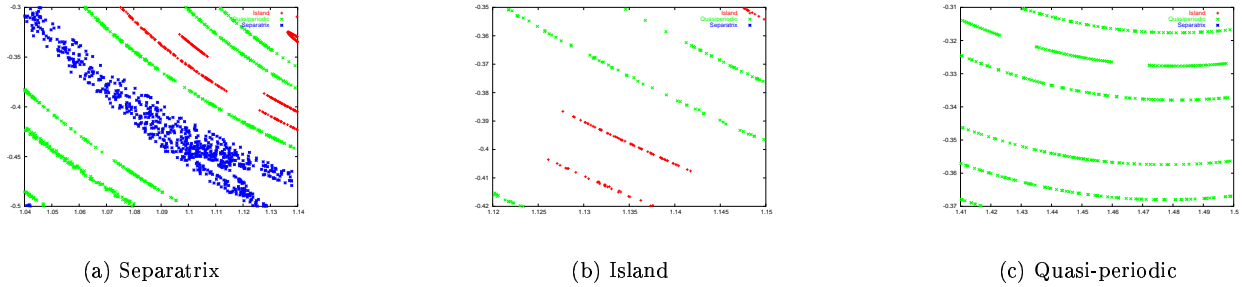 -0.3
-0.35
-0.4
-0.45
-0.5
1.04 1.05 1.06 1.07 1.08 1.09 1.1 1.11 1.12 1.13 1.14
Island
Quasiperiodic
Separatrix
(a) Separatrix
-0.35
-0.36
-0.37
-0.38
-0.39
-0.4
-0.41
-0.42
1.12 1.125 1.13 1.135 1.14 1.145 1.15
Island
Quasiperiodic
Separatrix
(b) Island
-0.31
-0.32
-0.33
-0.34
-0.35
-0.36
-0.37
1.41 1.42 1.43 1.44 1.45 1.46 1.47 1.48 1.49 1.5
Island
Quasiperiodic
Separatrix
(c) Quasi-periodic